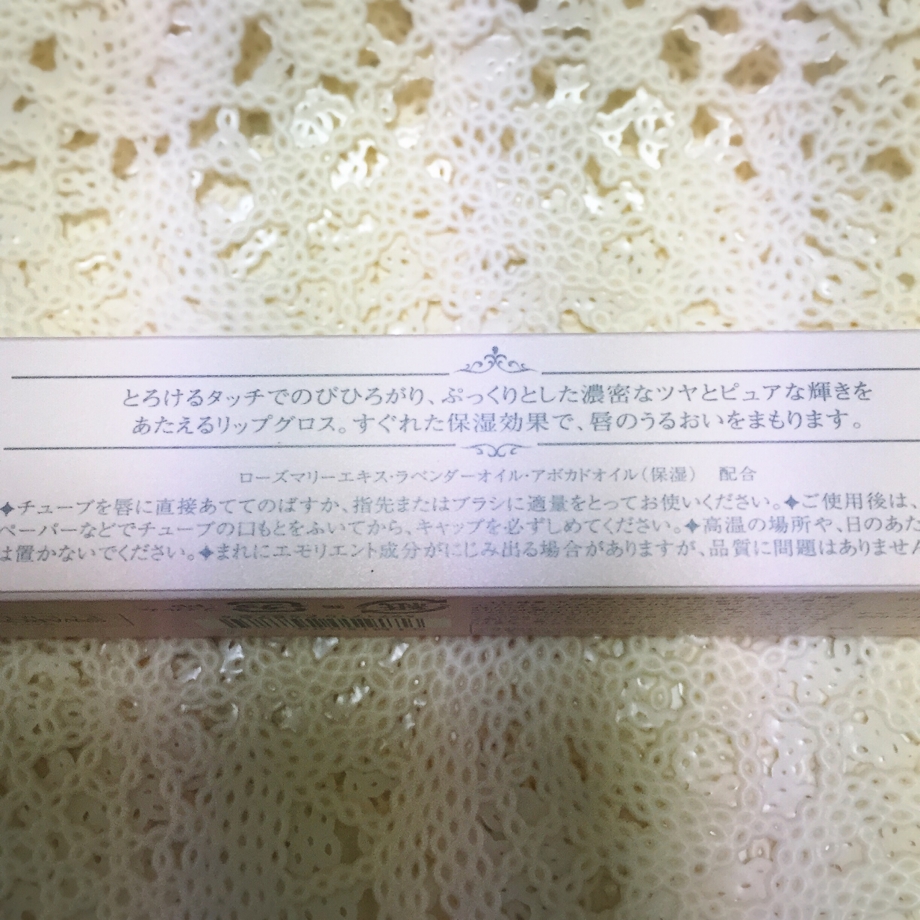 とろけるタッチでのびひろがり、ぷっくりとした濃密なツヤとピュアな輝きを
あたえるリップグロス。すぐれた保湿効果で、唇のうるおいをまもります。
ローズマリーエキス・ラベンダーオイル・アボカドオイル(保湿) 配合
✦チューブを唇に直接あててのばすか、指先またはブラシに適量をとってお使いください。✦ご使用後は、
ペーパーなどでチューブの口もとをふいてから、キャップを必ずしめてください。✦高温の場所や、日のあた
は置かないでください。✦まれにエモリエント成分がにじみ出る場合がありますが、品質に問題はありません